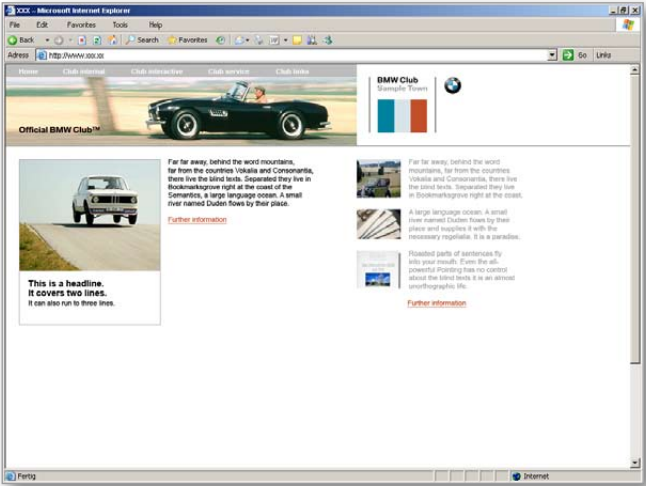 XXX - Microsoft Internet Explorer
File Edit Favorites Tools Help
Back Search Favorites
Adress http://www.xxx.xx Go Links
Home Club internal Club interactive Club service Club links
BMW Club
Sample Town
Official BMW Club™
Far far away, behind the word mountains,
far from the countries Vokalia and Consonantia,
there live the blind texts. Separated they live in
Bookmarksgrove right at the coast of the
Semantics, a large language ocean. A small
river named Duden flows by their place.
Further information
This is a headline.
It covers two lines.
It can also run to three lines.
Far far away, behind the word
mountains, far from the countries
Vokalia and Consonantia, there live
the blind texts. Separated they live
Bookmarksgrove right at the coast.
A large language ocean. A small
river named Duden flows by their
place and supplies it with the
necessary regelialia. It is a paradies.
Roasted parts of sentences fly
into your mouth. Even the all-
powerful Pointing has no control
about the blind texts it is an almost
unorthographic life.
Further information
Fertig Internet